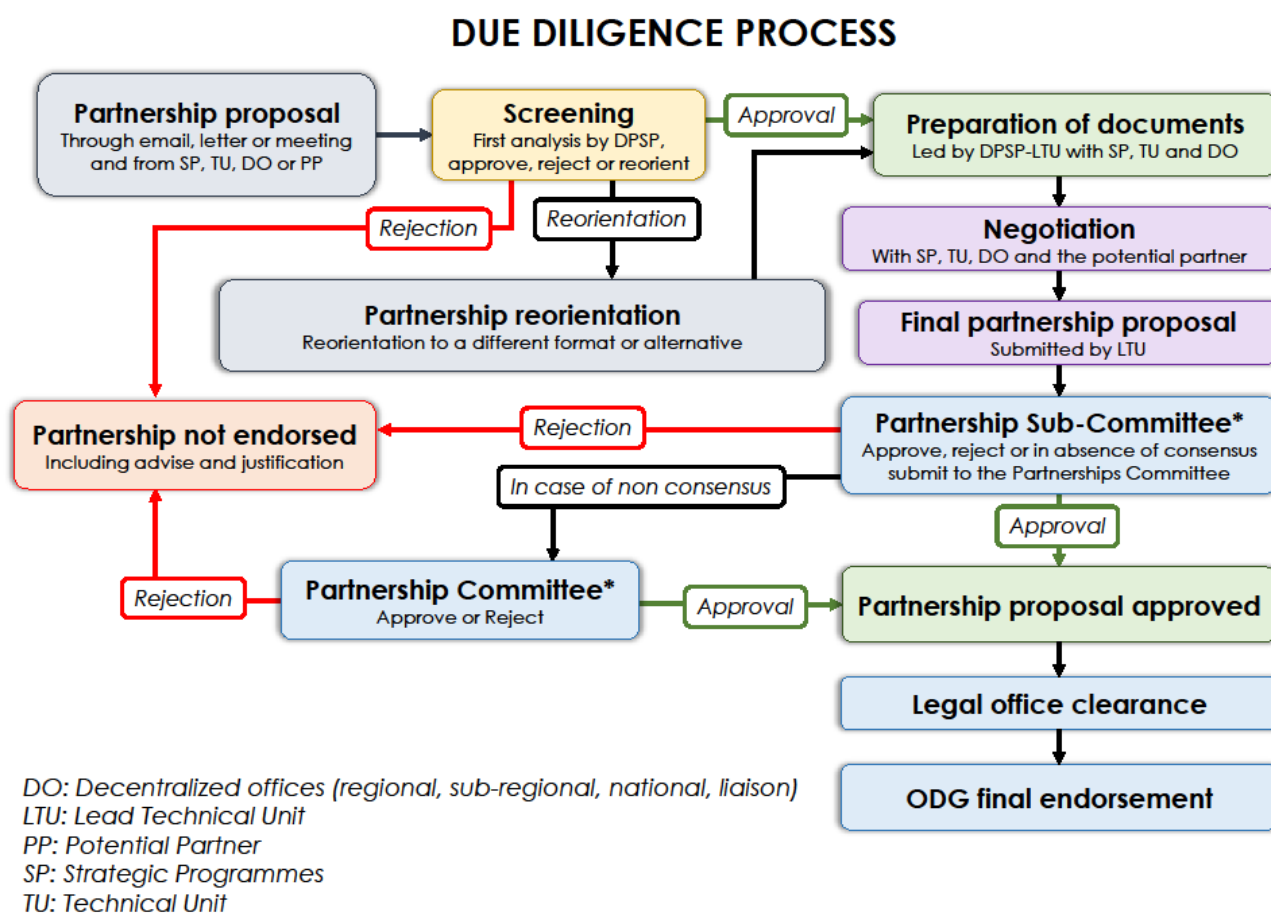 DUE DILIGENCE PROCESS
Partnership proposal
Through email, letter or meeting
and from SP, TU, DO or PP
Screening
First analysis by DPSP,
approve, reject or reorient
Approval
Preparation of documents
Led by DPSP-LTU with SP, TU and DO
Rejection
Reorientation
Negotiation
With SP, TU, DO and the potential partner
Partnership reorientation
Reorientation to a different format or alternative
Final partnership proposal
Submitted by LTU
Partnership not endorsed
Including advise and justification
Rejection
Partnership Sub-Committee*
Approve, reject or in absence of consensus
submit to the Partnerships Committee
In case of non consensus
Approval
Rejection
Partnership Committee*
Approve or Reject
Approval
Partnership proposal approved
Legal office clearance
ODG final endorsement
DO: Decentralized offices (regional, sub-regional, national, liaison)
LTU: Lead Technical Unit
PP: Potential Partner
SP: Strategic Programmes
TU: Technical Unit